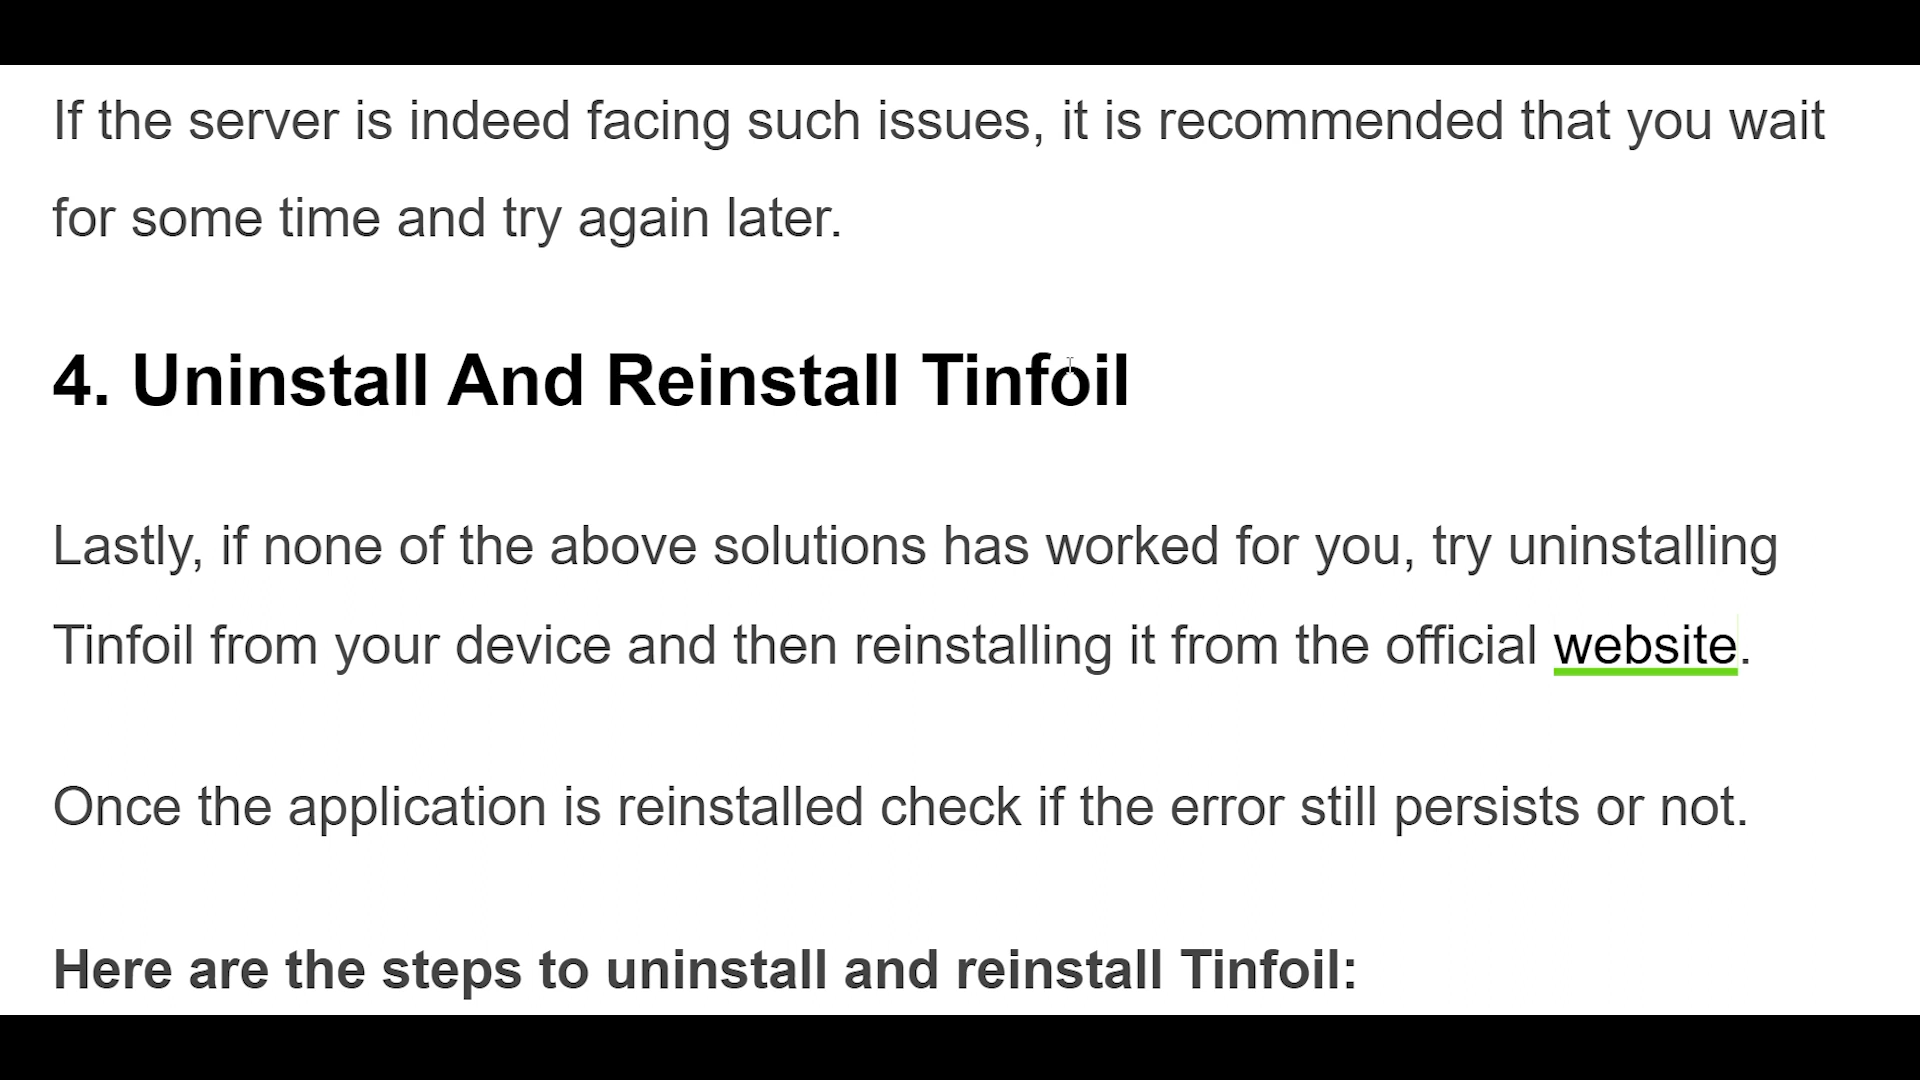 If the server is indeed facing such issues, it is recommended that you wait
for some time and try again later.
4. Uninstall And Reinstall Tinfoil
Lastly, if none of the above solutions has worked for you, try uninstalling
Tinfoil from your device and then reinstalling it from the official website.
Once the application is reinstalled check if the error still persists or not.
Here are the steps to uninstall and reinstall Tinfoil: